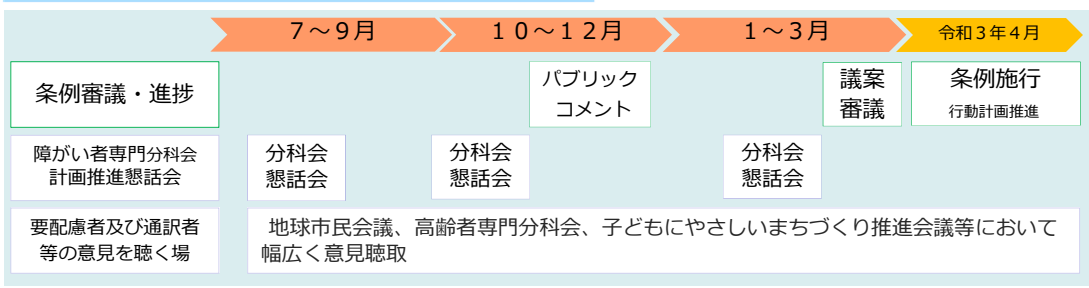 ７～９月
１０～１２月
１～３月
令和３年４月
条例審議・進捗
パブリック
コメント
議案
審議
条例施行
行動計画推進
障がい者専門分科会
計画推進懇話会
分科会
懇話会
分科会
懇話会
分科会
懇話会
要配慮者及び通訳者
等の意見を聴く場
地球市民会議、高齢者専門分科会、子どもにやさしいまちづくり推進会議等において
幅広く意見聴取